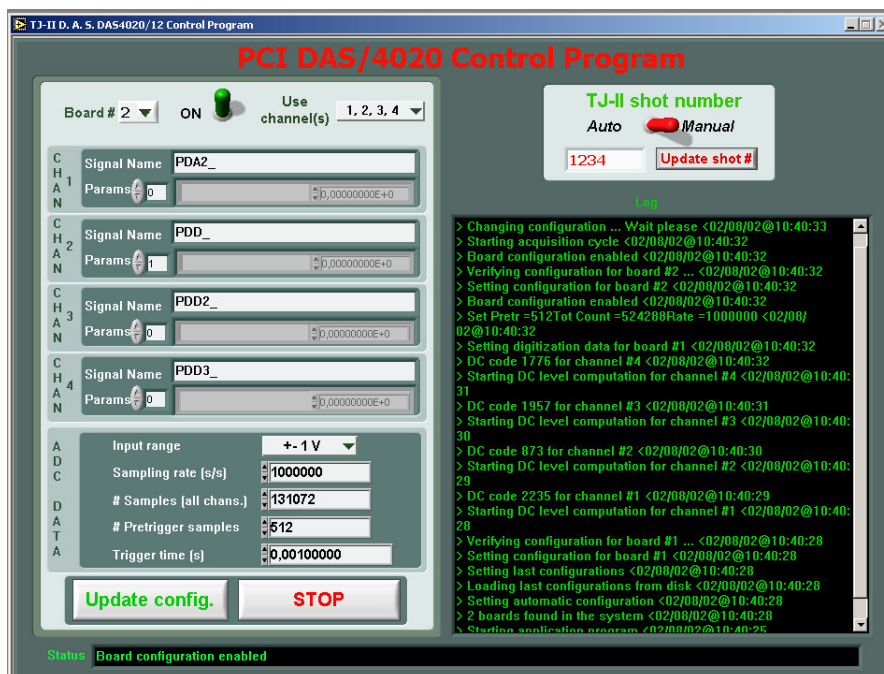 TJ-II D. A. S. DAS4020/12 Control Program
PCI DAS/4020 Control Program
Board # 2
ON
Use channel(s) 1, 2, 3, 4
CHAN 1
Signal Name PDA2_
Params 0 0,00000000E+0
CHAN 2
Signal Name PDD_
Params 1 0,00000000E+0
CHAN 3
Signal Name PDD2_
Params 0 0,00000000E+0
CHAN 4
Signal Name PDD3_
Params 0 0,00000000E+0
ADC DATA
Input range +- 1 V
Sampling rate (s/s) 1000000
# Samples (all chans.) 131072
# Pretrigger samples 512
Trigger time (s) 0,00100000
Update config. STOP
TJ-II shot number
Auto Manual
1234 Update shot #
Log
> Changing configuration ... Wait please <02/08/02@10:40:33
> Starting acquisition cycle <02/08/02@10:40:32
> Board configuration enabled <02/08/02@10:40:32
> Verifying configuration for board #2 ... <02/08/02@10:40:32
> Setting configuration for board #2 <02/08/02@10:40:32
> Board configuration enabled <02/08/02@10:40:32
> Set Pretr =512Tot Count =524288Rate =1000000 <02/08/
02@10:40:32
> Setting digitization data for board #1 <02/08/02@10:40:32
> DC code 1776 for channel #4 <02/08/02@10:40:32
> Starting DC level computation for channel #4 <02/08/02@10:40:
31
> DC code 1957 for channel #3 <02/08/02@10:40:31
> Starting DC level computation for channel #3 <02/08/02@10:40:
30
> DC code 873 for channel #2 <02/08/02@10:40:30
> Starting DC level computation for channel #2 <02/08/02@10:40:
29
> DC code 2235 for channel #1 <02/08/02@10:40:29
> Starting DC level computation for channel #1 <02/08/02@10:40:
28
> Verifying configuration for board #1 ... <02/08/02@10:40:28
> Setting configuration for board #1 <02/08/02@10:40:28
> Setting last configurations <02/08/02@10:40:28
> Loading last configurations from disk <02/08/02@10:40:28
> Setting automatic configuration <02/08/02@10:40:28
> 2 boards found in the system <02/08/02@10:40:28
> Starting application program <02/08/02@10:40:25
Status Board configuration enabled